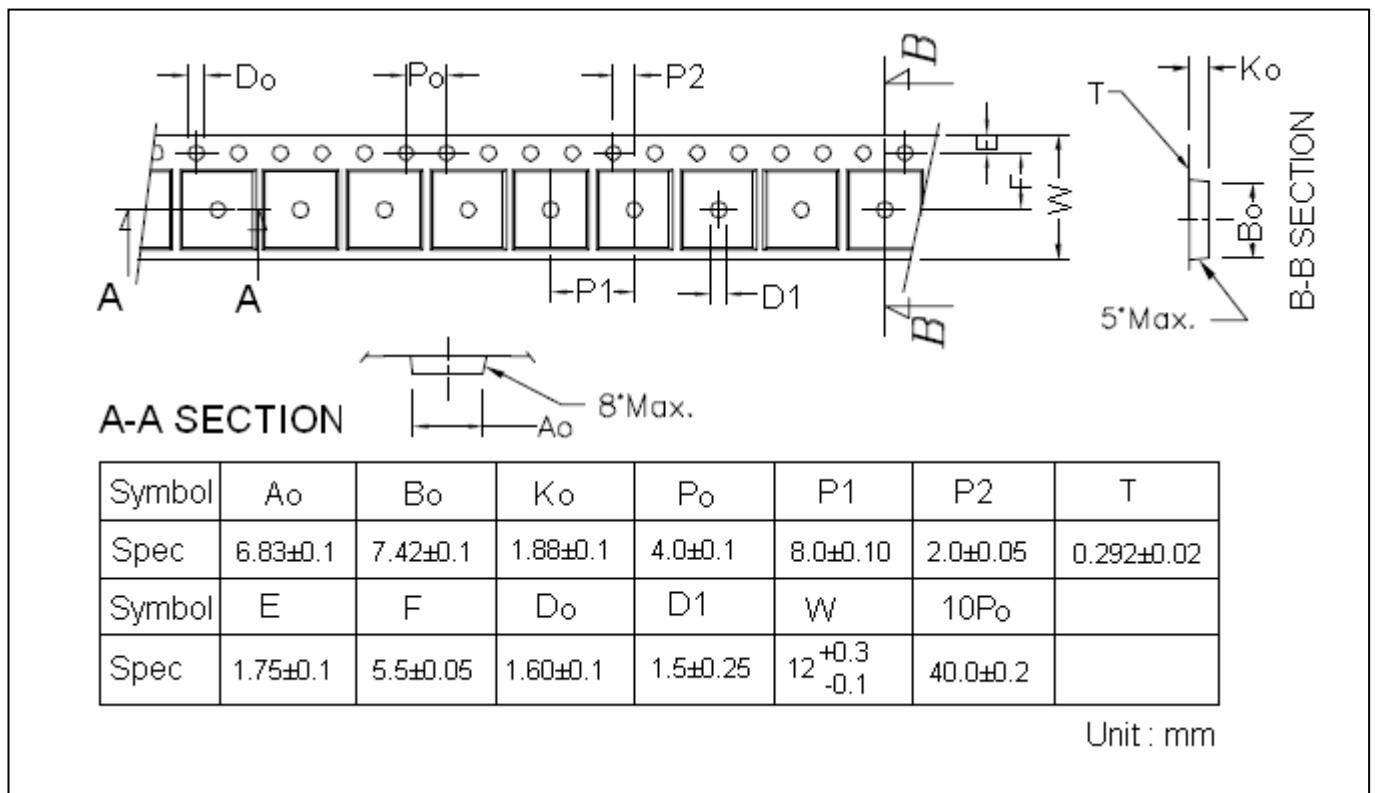 Do
Po
P2
B
T
Ko
E
F
W
Bo
B-B SECTION
A
A
P1
D1
B
5°Max.
8°Max.
A-A SECTION
Ao
Symbol Ao Bo Ko Po P1 P2 T
Spec 6.83±0.1 7.42±0.1 1.88±0.1 4.0±0.1 8.0±0.10 2.0±0.05 0.292±0.02
Symbol E F Do D1 W 10Po
Spec 1.75±0.1 5.5±0.05 1.60±0.1 1.5±0.25 12 +0.3 -0.1 40.0±0.2
Unit : mm